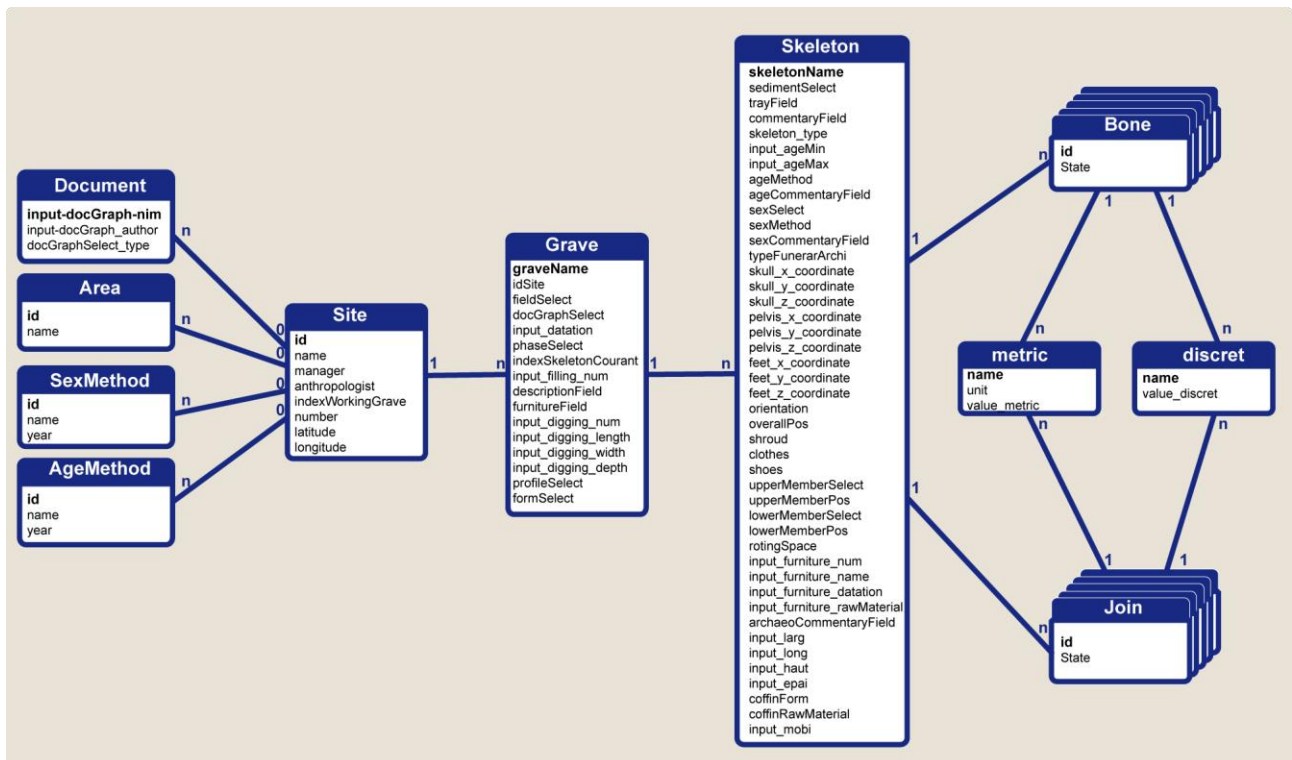 Document
input-docGraph-nim
input-docGraph_author
docGraphSelect_type
n
Area
id
name
n
SexMethod
id
name
year
n
AgeMethod
id
name
year
n
0
0
0
0
Site
id
name
manager
anthropologist
indexWorkingGrave
number
latitude
longitude
1
n
Grave
graveName
idSite
fieldSelect
docGraphSelect
input_datation
phaseSelect
indexSkeletonCourant
input_filling_num
descriptionField
furnitureField
input_digging_num
input_digging_length
input_digging_width
input_digging_depth
profileSelect
formSelect
1
n
Skeleton
skeletonName
sedimentSelect
trayField
commentaryField
skeleton_type
input_ageMin
input_ageMax
ageMethod
ageCommentaryField
sexSelect
sexMethod
sexCommentaryField
typeFunerarArchi
skull_x_coordinate
skull_y_coordinate
skull_z_coordinate
pelvis_x_coordinate
pelvis_y_coordinate
pelvis_z_coordinate
feet_x_coordinate
feet_y_coordinate
feet_z_coordinate
orientation
overallPos
shroud
clothes
shoes
upperMemberSelect
upperMemberPos
lowerMemberSelect
lowerMemberPos
rotingSpace
input_furniture_num
input_furniture_name
input_furniture_datation
input_furniture_rawMaterial
archaeoCommentaryField
input_larg
input_long
input_haut
input_epai
coffinForm
coffinRawMaterial
input_mobi
1
n
1
n
Bone
id
State
1
1
n
n
metric
name
unit
value_metric
discret
name
value_discret
n
n
1
1
Join
id
State